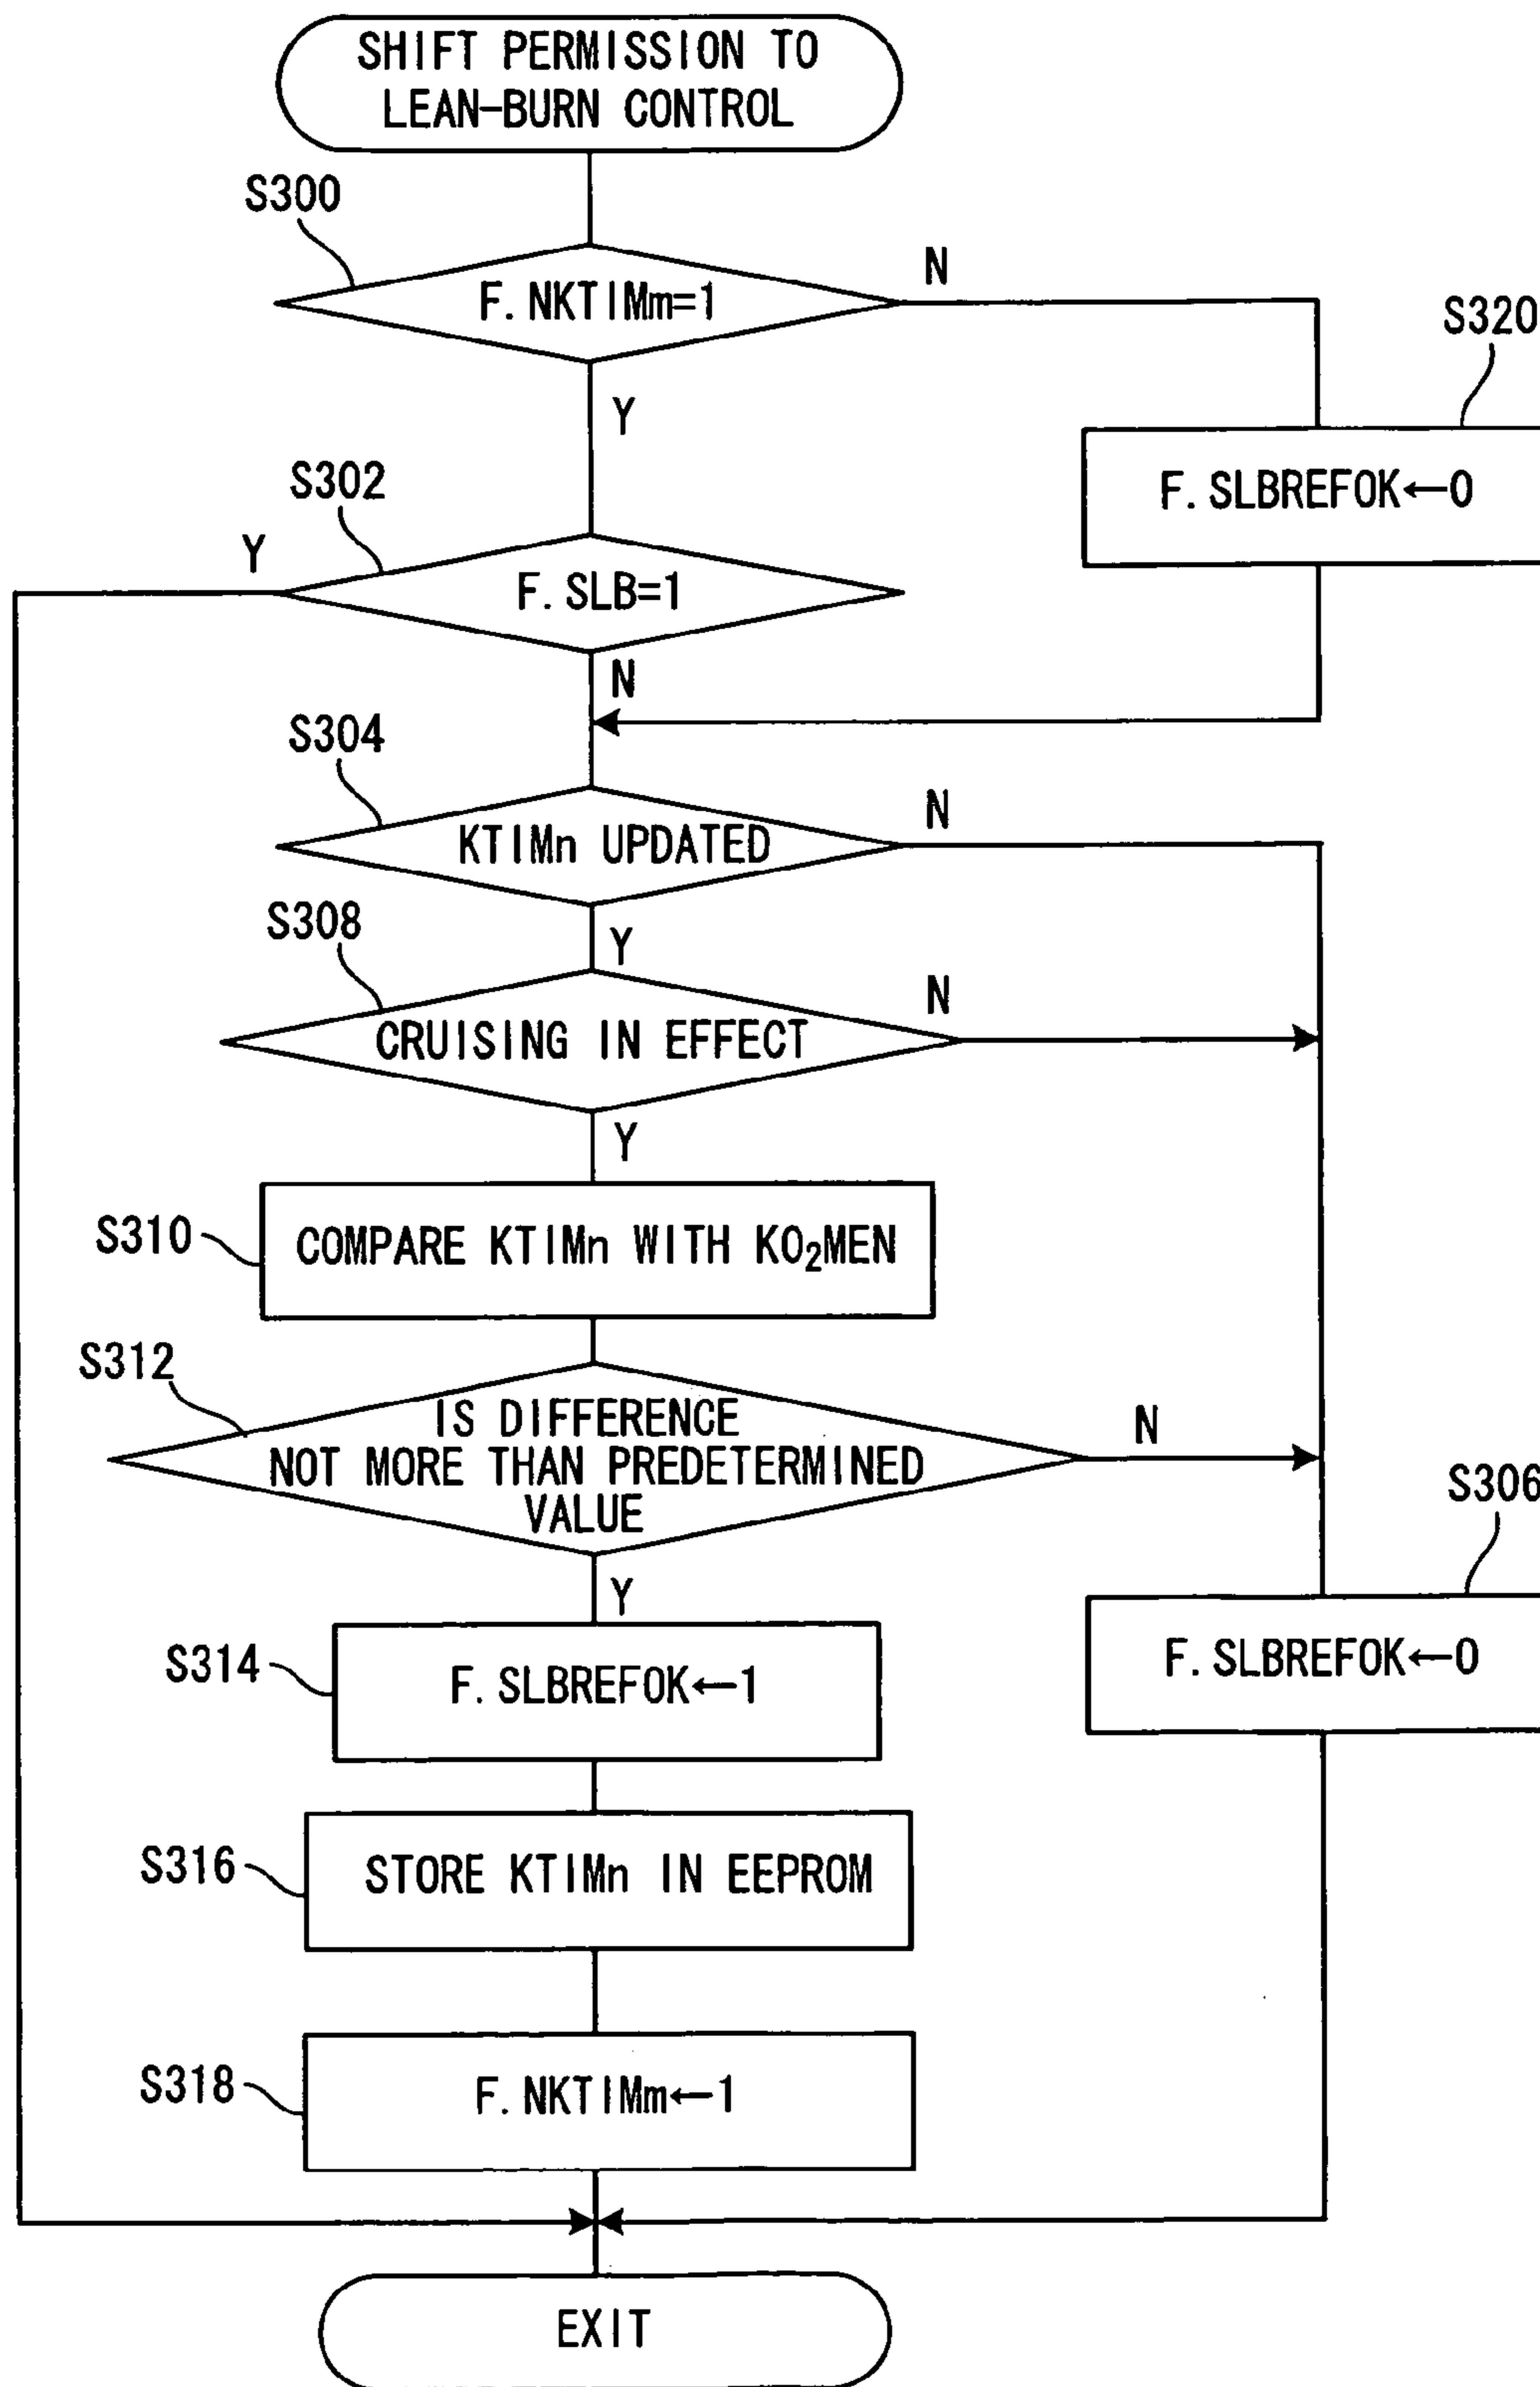 SHIFT PERMISSION TO
LEAN-BURN CONTROL
S300
F.NKTIMm=1
N
S320
F.SLBREFOK←0
Y
S302
Y
F.SLB=1
N
S304
KTIMn UPDATED
N
S308
Y
CRUISING IN EFFECT
N
Y
S310
COMPARE KTIMn WITH KO₂MEN
S312
IS DIFFERENCE
NOT MORE THAN PREDETERMINED
VALUE
N
S306
F.SLBREFOK←0
Y
S314
F.SLBREFOK←1
S316
STORE KTIMn IN EEPROM
S318
F.NKTIMm←1
EXIT